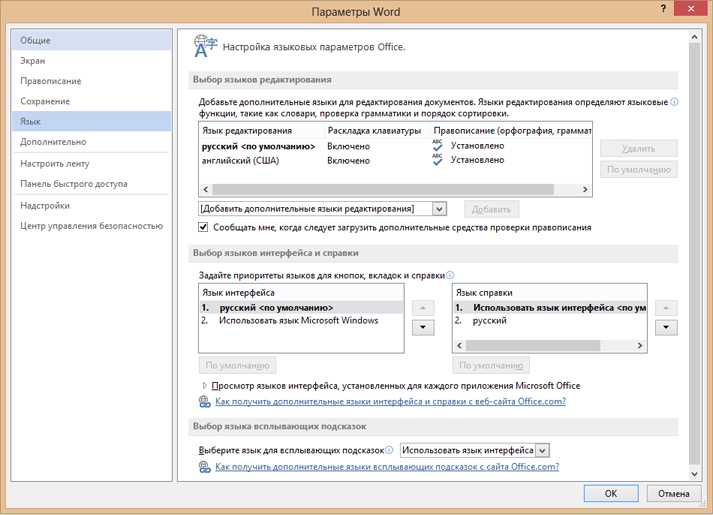 Параметры Word
?
Общие
Экран
Правописание
Сохранение
Язык
Дополнительно
Настроить ленту
Панель быстрого доступа
Надстройки
Центр управления безопасностью
Настройка языковых параметров Office.
Выбор языков редактирования
Добавьте дополнительные языки для редактирования документов. Языки редактирования определяют языковые
функции, такие как словари, проверка грамматики и порядок сортировки.
Язык редактирования Раскладка клавиатуры Правописание (орфография, граммат
русский <по умолчанию> Включено ABC Установлено
английский (США) Включено ABC Установлено
Удалить
По умолчанию
[Добавить дополнительные языки редактирования] Добавить
Сообщать мне, когда следует загрузить дополнительные средства проверки правописания
Выбор языков интерфейса и справки
Задайте приоритеты языков для кнопок, вкладок и справки
Язык интерфейса
1. русский <по умолчанию>
2. Использовать язык Microsoft Windows
По умолчанию
Язык справки
1. Использовать язык интерфейса <по ум
2. русский
По умолчанию
Просмотр языков интерфейса, установленных для каждого приложения Microsoft Office
Как получить дополнительные языки интерфейса и справки с веб-сайта Office.com?
Выбор языка всплывающих подсказок
Выберите язык для всплывающих подсказок Использовать язык интерфейса
Как получить дополнительные языки всплывающих подсказок с сайта Office.com?
ОК
Отмена